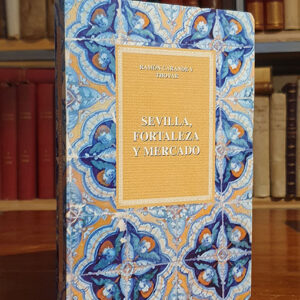 RAMÓN CARANDE Y
THOVAR
SEVILLA,
FORTALEZA
Y MERCADO